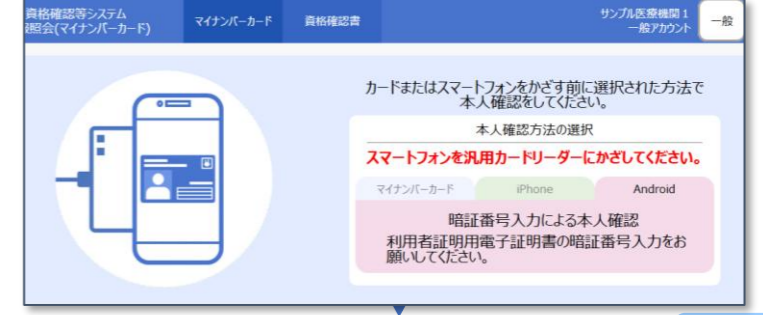 資格確認等システム
照会(マイナンバーカード)
マイナンバーカード
資格確認書
サンプル医療機関1
一般アカウント
一般
カードまたはスマートフォンをかざす前に選択された方法で
本人確認をしてください。
本人確認方法の選択
スマートフォンを汎用カードリーダーにかざしてください。
マイナンバーカード
iPhone
Android
暗証番号入力による本人確認
利用者証明用電子証明書の暗証番号入力をお
願いしてください。